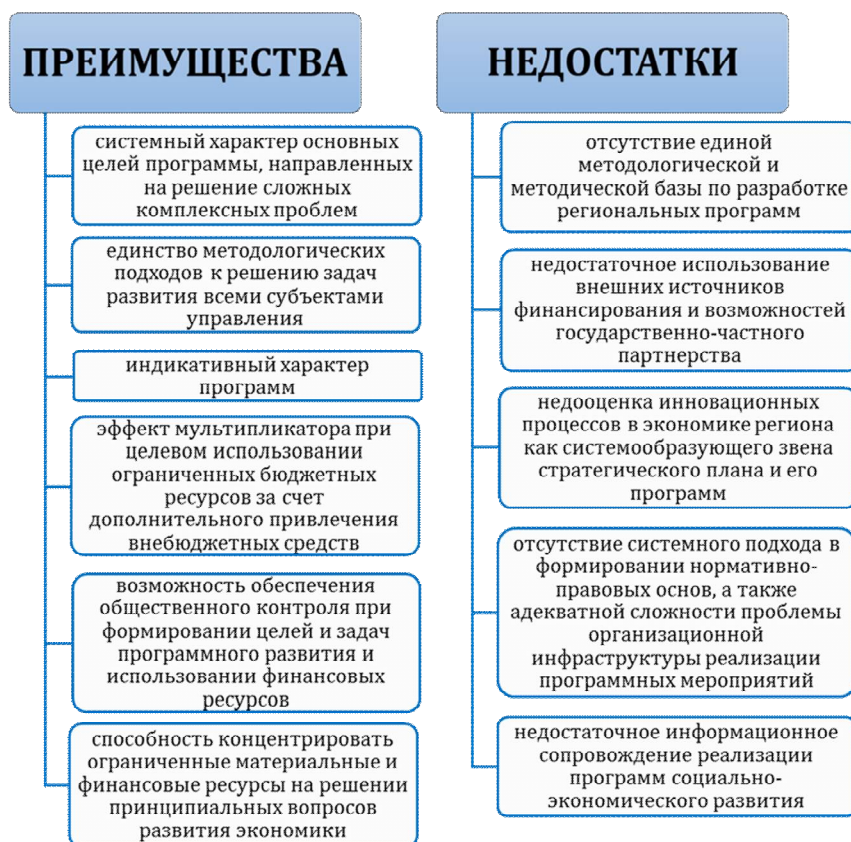 ПРЕИМУЩЕСТВА
системный характер основных
целей программы, направленных
на решение сложных
комплексных проблем
единство методологических
подходов к решению задач
развития всеми субъектами
управления
индикативный характер
программ
эффект мультипликатора при
целевом использовании
ограниченных бюджетных
ресурсов за счет
дополнительного привлечения
внебюджетных средств
возможность обеспечения
общественного контроля при
формировании целей и задач
программного развития и
использовании финансовых
ресурсов
способность концентрировать
ограниченные материальные и
финансовые ресурсы на решении
принципиальных вопросов
развития экономики
НЕДОСТАТКИ
отсутствие единой
методологической и
методической базы по разработке
региональных программ
недостаточное использование
внешних источников
финансирования и возможностей
государственно-частного
партнерства
недооценка инновационных
процессов в экономике региона
как системообразующего звена
стратегического плана и его
программ
отсутствие системного подхода в
формировании нормативно-
правовых основ, а также
адекватной сложности проблемы
организационной
инфраструктуры реализации
программных мероприятий
недостаточное информационное
сопровождение реализации
программ социально-
экономического развития